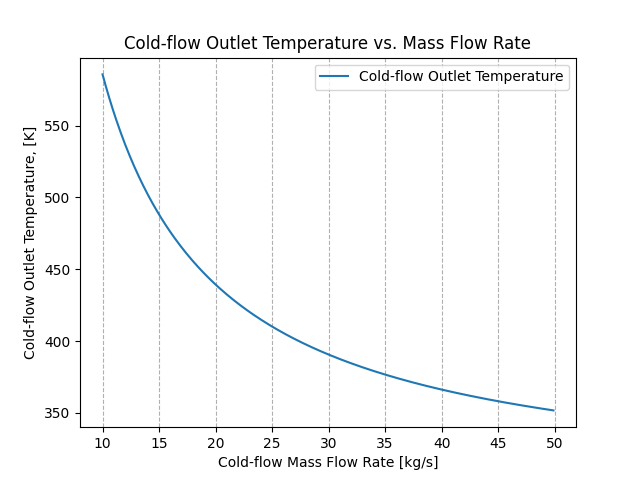 Cold-flow Outlet Temperature vs. Mass Flow Rate
Cold-flow Outlet Temperature
Cold-flow Outlet Temperature, [K]
550
500
450
400
350
10 15 20 25 30 35 40 45 50
Cold-flow Mass Flow Rate [kg/s]